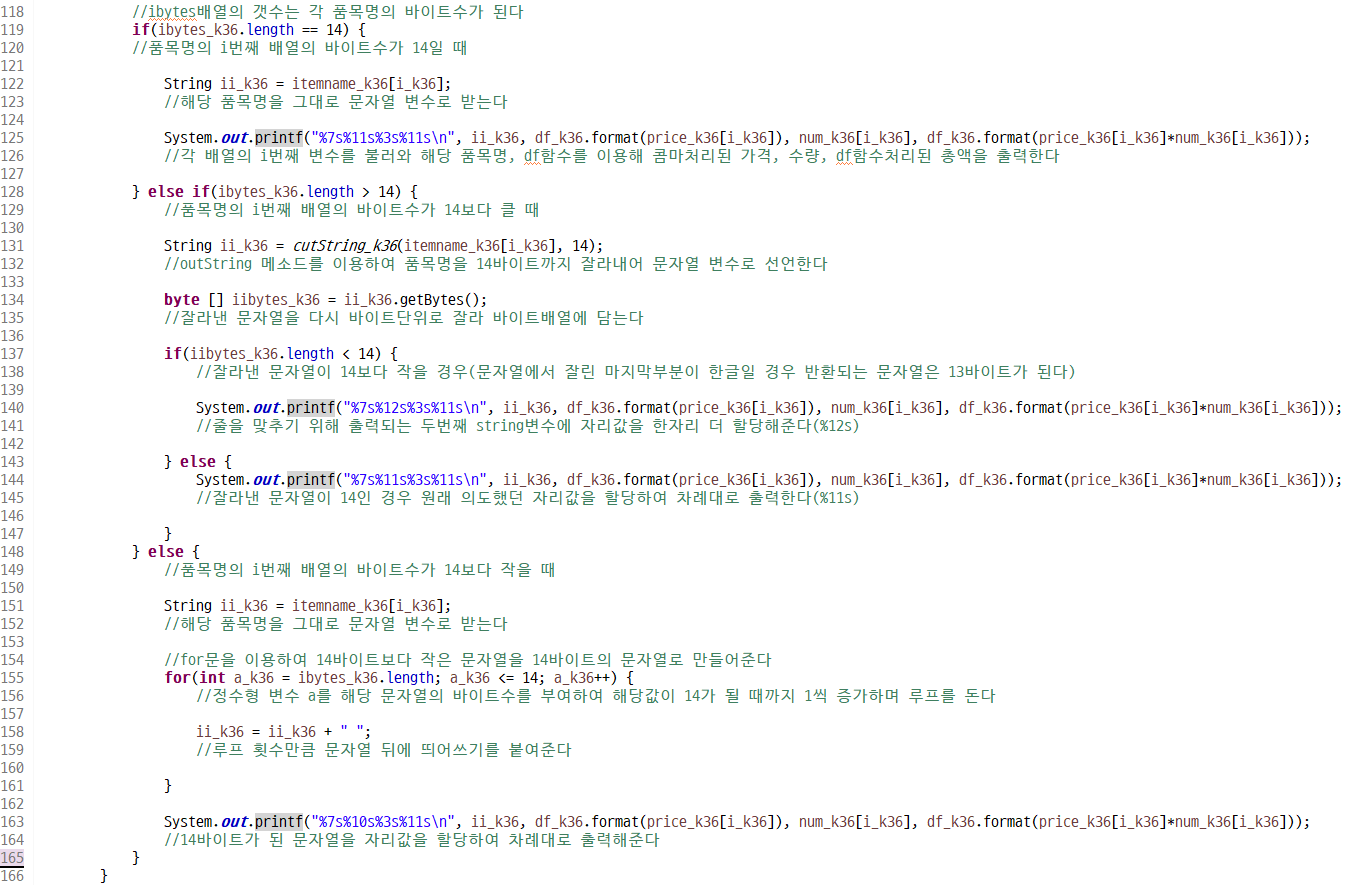 118 //ibytes배열의 갯수는 각 품목명의 바이트수가 된다
119 if(ibytes_k36.length == 14) {
120 //품목명의 i번째 배열의 바이트수가 14일 때
121
122 String ii_k36 = itemname_k36[i_k36];
123 //해당 품목명을 그대로 문자열 변수로 받는다
124
125 System.out.printf("%7s%11s%3s%11s\n", ii_k36, df_k36.format(price_k36[i_k36]), num_k36[i_k36], df_k36.format(price_k36[i_k36]*num_k36[i_k36]));
126 //각 배열의 i번째 변수를 불러와 해당 품목명, df함수를 이용해 콤마처리된 가격, 수량, df함수처리된 총액을 출력한다
127
128 } else if(ibytes_k36.length > 14) {
129 //품목명의 i번째 배열의 바이트수가 14보다 클 때
130
131 String ii_k36 = cutString_k36(itemname_k36[i_k36], 14);
132 //outString 메소드를 이용하여 품목명을 14바이트까지 잘라내어 문자열 변수로 선언한다
133
134 byte [] iibytes_k36 = ii_k36.getBytes();
135 //잘라낸 문자열을 다시 바이트단위로 잘라 바이트배열에 담는다
136
137 if(iibytes_k36.length < 14) {
138 //잘라낸 문자열이 14보다 작을 경우(문자열에서 잘린 마지막부분이 한글일 경우 반환되는 문자열은 13바이트가 된다)
139
140 System.out.printf("%7s%12s%3s%11s\n", ii_k36, df_k36.format(price_k36[i_k36]), num_k36[i_k36], df_k36.format(price_k36[i_k36]*num_k36[i_k36]));
141 //줄을 맞추기 위해 출력되는 두번째 string변수에 자리값을 한자리 더 할당해준다(%12s)
142
143 } else {
144 System.out.printf("%7s%11s%3s%11s\n", ii_k36, df_k36.format(price_k36[i_k36]), num_k36[i_k36], df_k36.format(price_k36[i_k36]*num_k36[i_k36]));
145 //잘라낸 문자열이 14인 경우 원래 의도했던 자리값을 할당하여 차례대로 출력한다(%11s)
146
147 }
148 } else {
149 //품목명의 i번째 배열의 바이트수가 14보다 작을 때
150
151 String ii_k36 = itemname_k36[i_k36];
152 //해당 품목명을 그대로 문자열 변수로 받는다
153
154 //for문을 이용하여 14바이트보다 작은 문자열을 14바이트의 문자열로 만들어준다
155 for(int a_k36 = ibytes_k36.length; a_k36 <= 14; a_k36++) {
156 //정수형 변수 a를 해당 문자열의 바이트수를 부여하여 해당값이 14가 될 때까지 1씩 증가하며 루프를 돈다
157
158 ii_k36 = ii_k36 + " ";
159 //루프 횟수만큼 문자열 뒤에 띄어쓰기를 붙여준다
160
161 }
162
163 System.out.printf("%7s%10s%3s%11s\n", ii_k36, df_k36.format(price_k36[i_k36]), num_k36[i_k36], df_k36.format(price_k36[i_k36]*num_k36[i_k36]));
164 //14바이트가 된 문자열을 자리값을 할당하여 차례대로 출력해준다
165 }
166 }